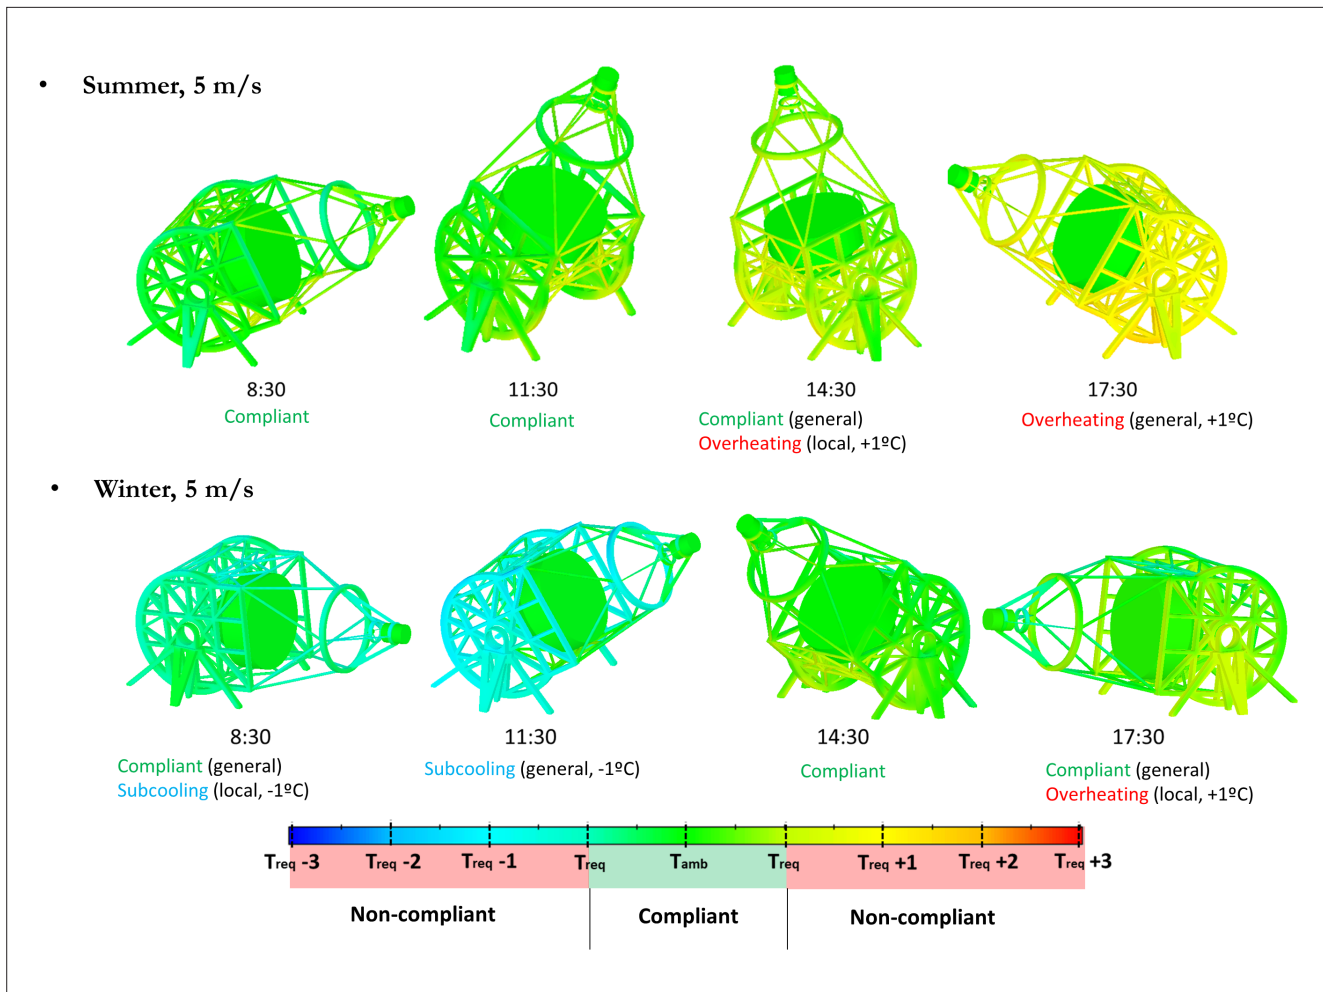 • Summer, 5 m/s
8:30
Compliant
11:30
Compliant
14:30
Compliant (general)
Overheating (local, +1ºC)
17:30
Overheating (general, +1ºC)
• Winter, 5 m/s
8:30
Compliant (general)
Subcooling (local, -1ºC)
11:30
Subcooling (general, -1ºC)
14:30
Compliant
17:30
Compliant (general)
Overheating (local, +1ºC)
Treq -3 Treq -2 Treq -1 Treq Tamb Treq Treq +1 Treq +2 Treq +3
Non-compliant Compliant Non-compliant